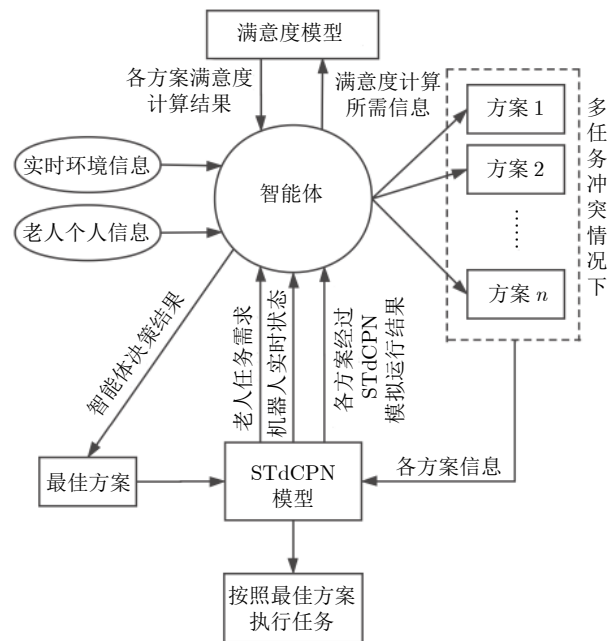 满意度模型
各方案满意度
计算结果
满意度计算
所需信息
实时环境信息
老人个人信息
智能体
方案 1
方案 2
……
方案 n
多任务冲突情况下
智能体决策结果
老人任务需求
机器人实时状态
各方案经过
STdCPN
模拟运行结果
各方案信息
最佳方案
STdCPN
模型
按照最佳方案
执行任务